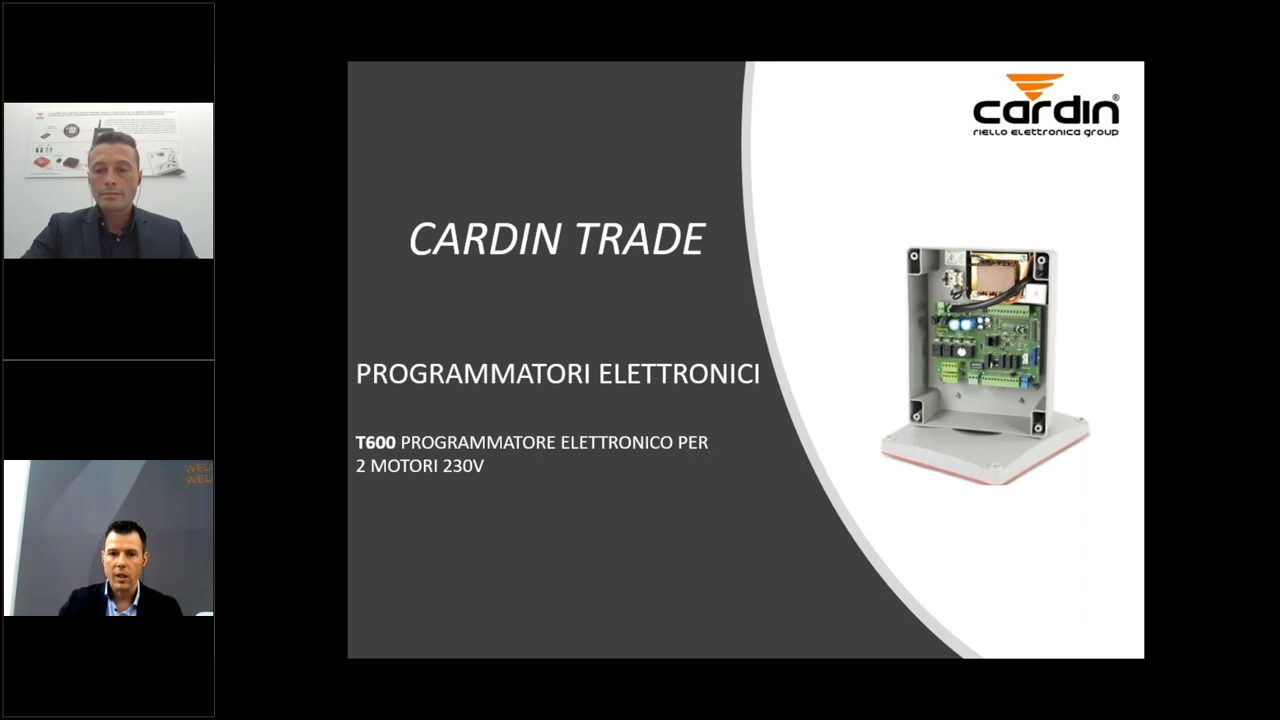 cardin®
riello elettronica group
CARDIN TRADE
PROGRAMMATORI ELETTRONICI
T600 PROGRAMMATORE ELETTRONICO PER
2 MOTORI 230V